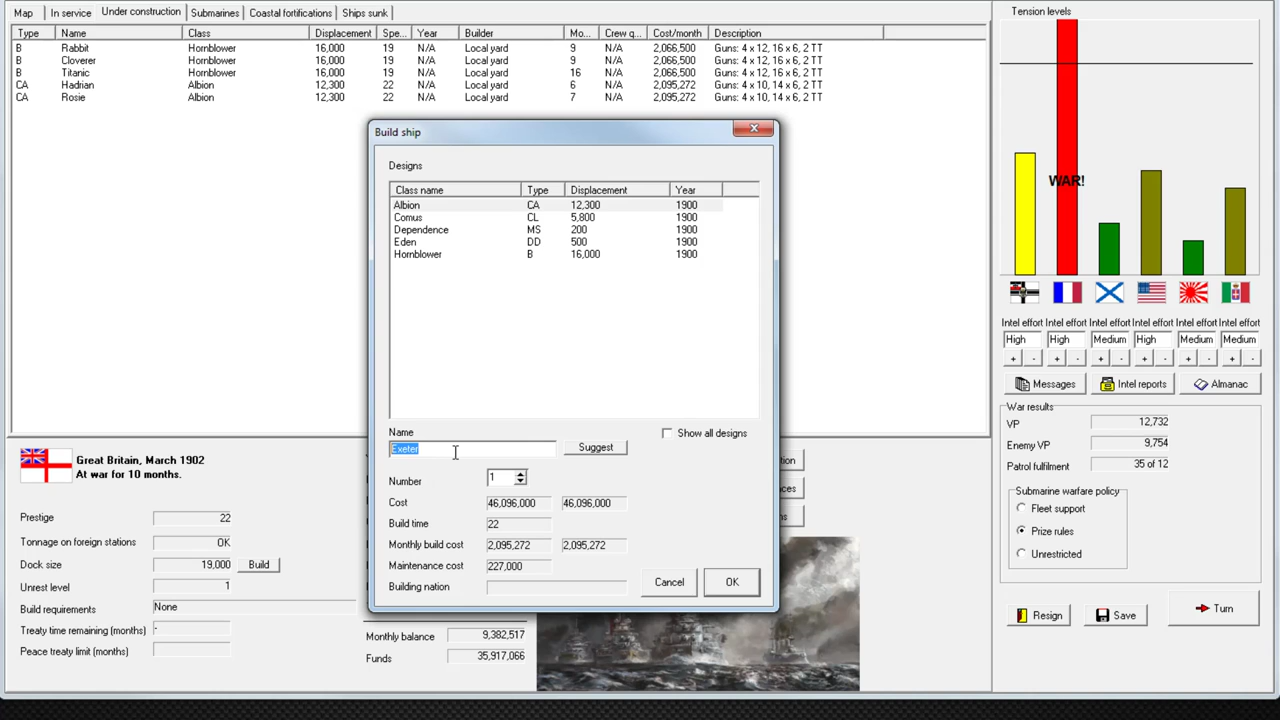 Map In service Under construction Submarines Coastal fortifications Ships sunk
Type Name Class Displacement Spe... Year Builder Mo... Crew q... Cost/month Description
B Rabbit Hornblower 16,000 19 N/A Local yard 9 N/A 2,066,500 Guns: 4 x 12, 16 x 6, 2 TT
B Cloverer Hornblower 16,000 19 N/A Local yard 9 N/A 2,066,500 Guns: 4 x 12, 16 x 6, 2 TT
B Titanic Hornblower 16,000 19 N/A Local yard 16 N/A 2,066,500 Guns: 4 x 12, 16 x 6, 2 TT
CA Hadrian Albion 12,300 22 N/A Local yard 6 N/A 2,095,272 Guns: 4 x 10, 14 x 6, 2 TT
CA Rosie Albion 12,300 22 N/A Local yard 7 N/A 2,095,272 Guns: 4 x 10, 14 x 6, 2 TT
Build ship
Designs
Class name Type Displacement Year
Albion CA 12,300 1900
Comus CL 5,800 1900
Dependence MS 200 1900
Eden DD 500 1900
Hornblower B 16,000 1900
Name
Show all designs
Exeter Suggest
Number 1
Cost 46,096,000 46,096,000
Build time 22
Monthly build cost 2,095,272 2,095,272
Maintenance cost 227,000
Building nation
Cancel OK
Great Britain, March 1902
At war for 10 months.
Prestige 22
Tonnage on foreign stations OK
Dock size 19,000 Build
Unrest level 1
Build requirements None
Treaty time remaining (months) -
Peace treaty limit (months)
Monthly balance 9,382,517
Funds 35,917,066
Tension levels
WAR!
Intel effort Intel effort Intel effort Intel effort Intel effort Intel effort
High High Medium High Medium Medium
+ - + - + - + - + - + -
Messages Intel reports Almanac
War results
VP 12,732
Enemy VP 9,754
Patrol fulfilment 35 of 12
Submarine warfare policy
Fleet support
Prize rules
Unrestricted
Resign Save Turn